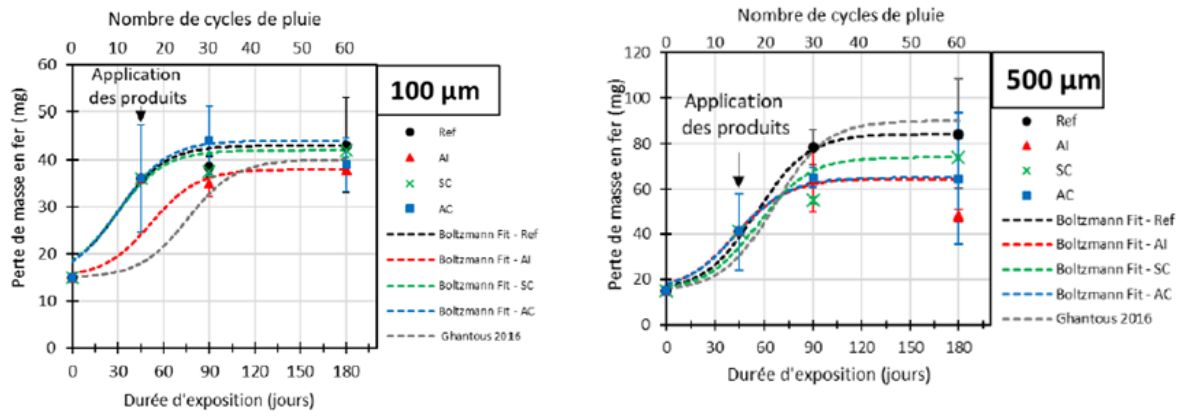 Nombre de cycles de pluie
0 10 20 30 40 50 60
60
50
40
30
20
10
0
Perte de masse en fer (mg)
Application
des produits
0 30 60 90 120 150 180
Durée d'exposition (jours)
100 µm
Ref
AI
SC
AC
Boltzmann Fit - Ref
Boltzmann Fit - AI
Boltzmann Fit - SC
Boltzmann Fit - AC
Ghantous 2016
Nombre de cycles de pluie
0 10 20 30 40 50 60
120
100
80
60
40
20
0
Perte de masse en fer (mg)
Application
des produits
0 30 60 90 120 150 180
Durée d'exposition (jours)
500 µm
Ref
AI
SC
AC
Boltzmann Fit - Ref
Boltzmann Fit - AI
Boltzmann Fit - SC
Boltzmann Fit - AC
Ghantous 2016